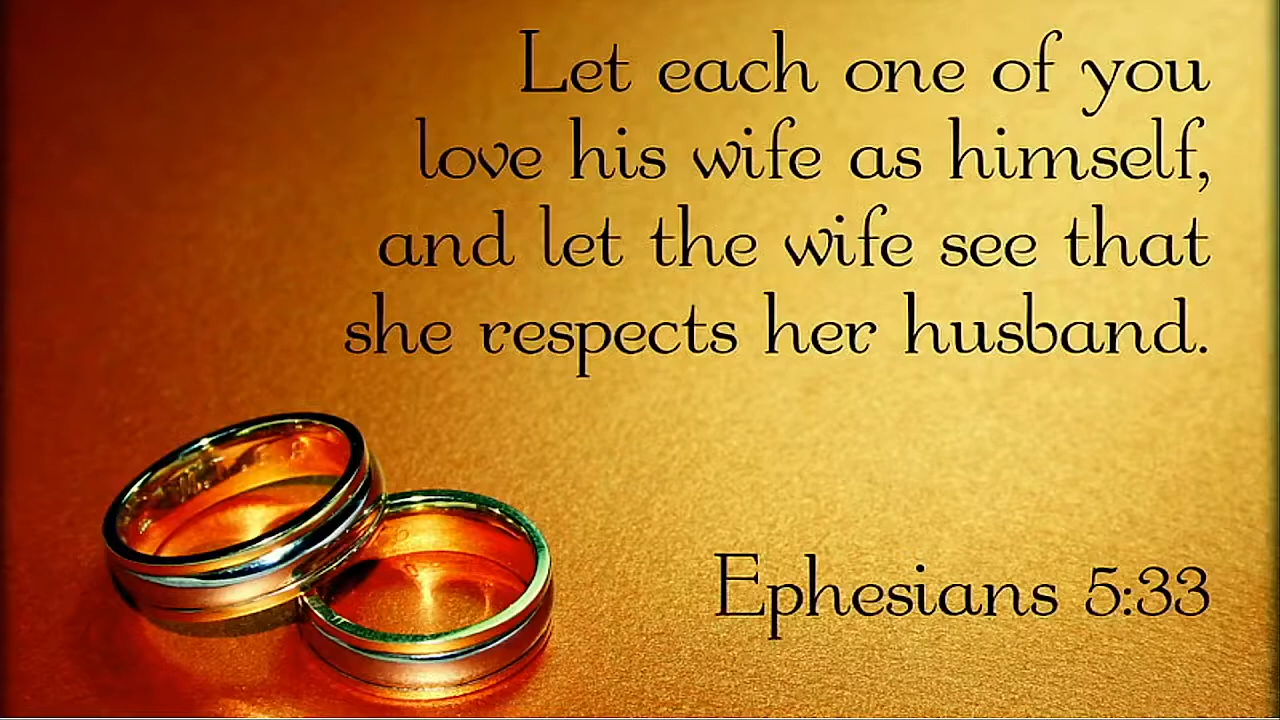 Let each one of you
love his wife as himself,
and let the wife see that
she respects her husband.
Ephesians 5:33